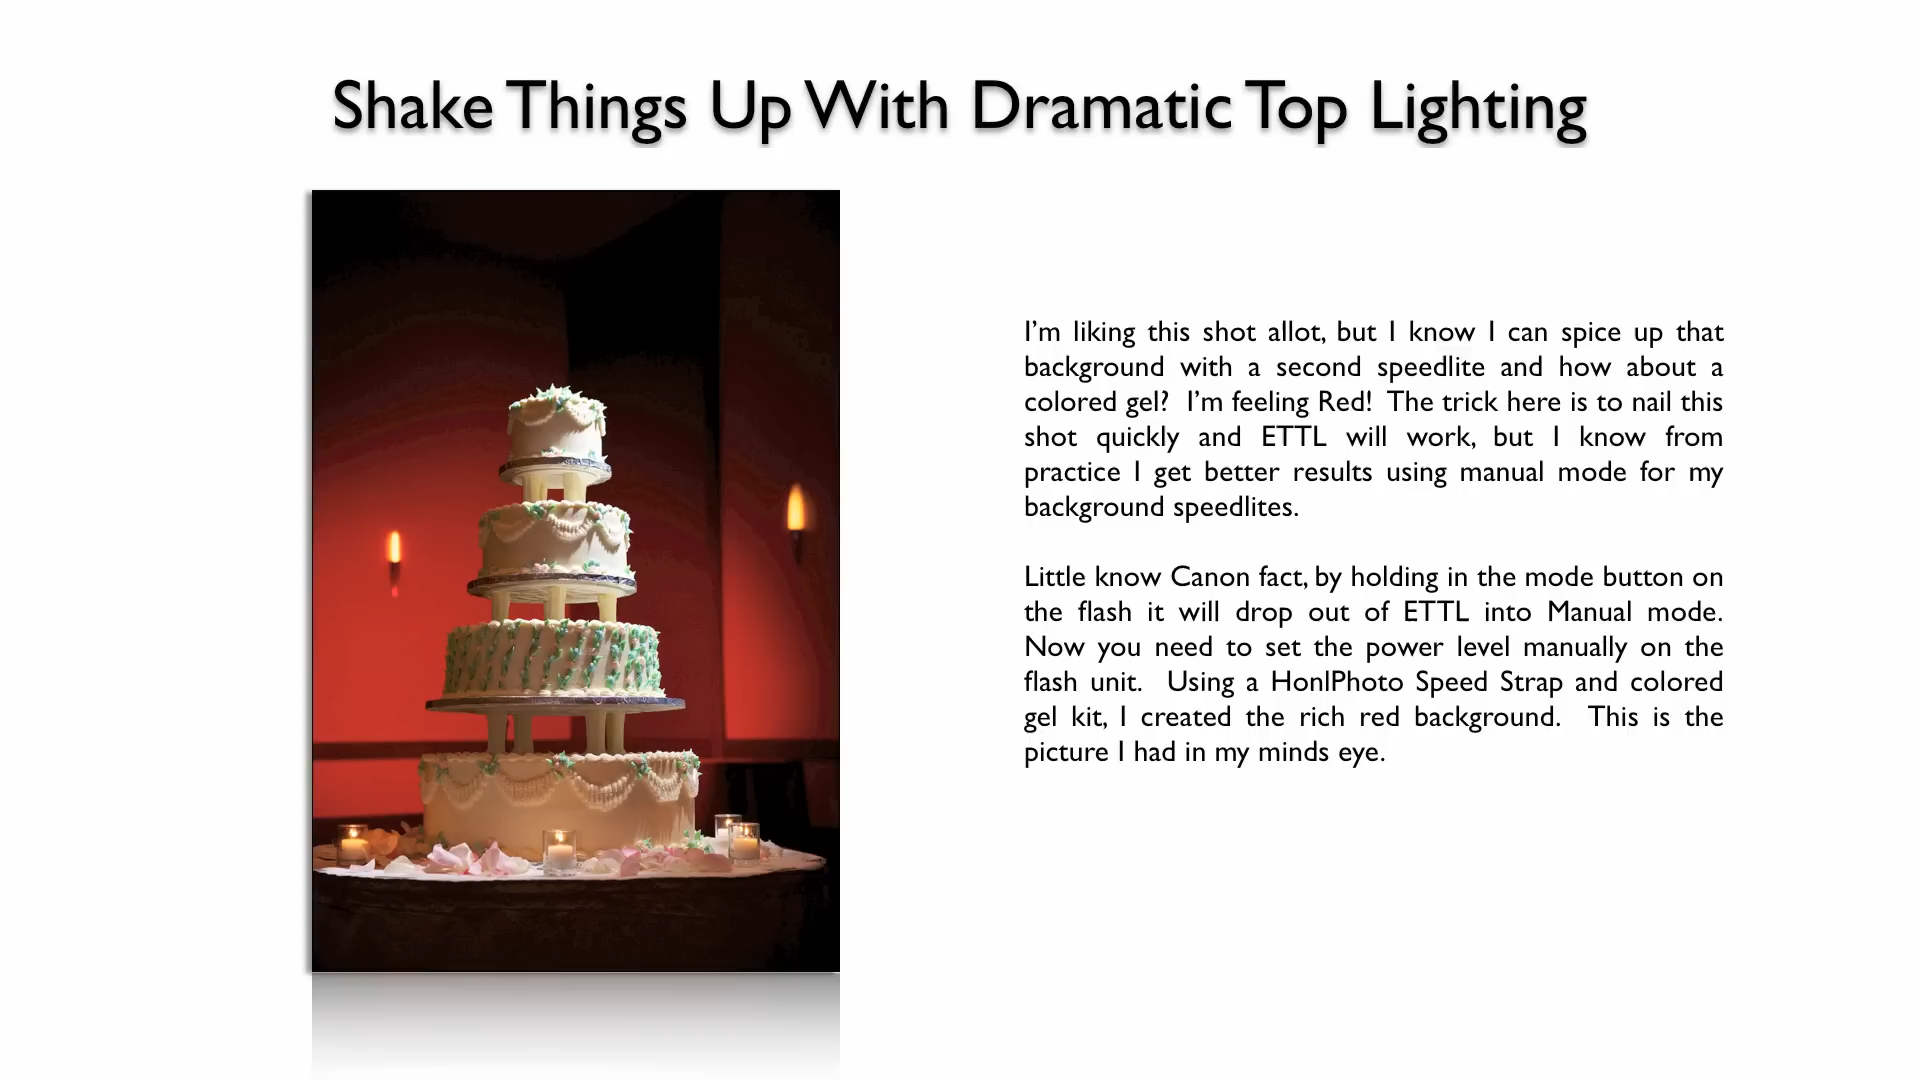 Shake Things Up With Dramatic Top Lighting
I'm liking this shot allot, but I know I can spice up that
background with a second speedlite and how about a
colored gel? I'm feeling Red! The trick here is to nail this
shot quickly and ETTL will work, but I know from
practice I get better results using manual mode for my
background speedlites.
Little know Canon fact, by holding in the mode button on
the flash it will drop out of ETTL into Manual mode.
Now you need to set the power level manually on the
flash unit. Using a HonlPhoto Speed Strap and colored
gel kit, I created the rich red background. This is the
picture I had in my minds eye.